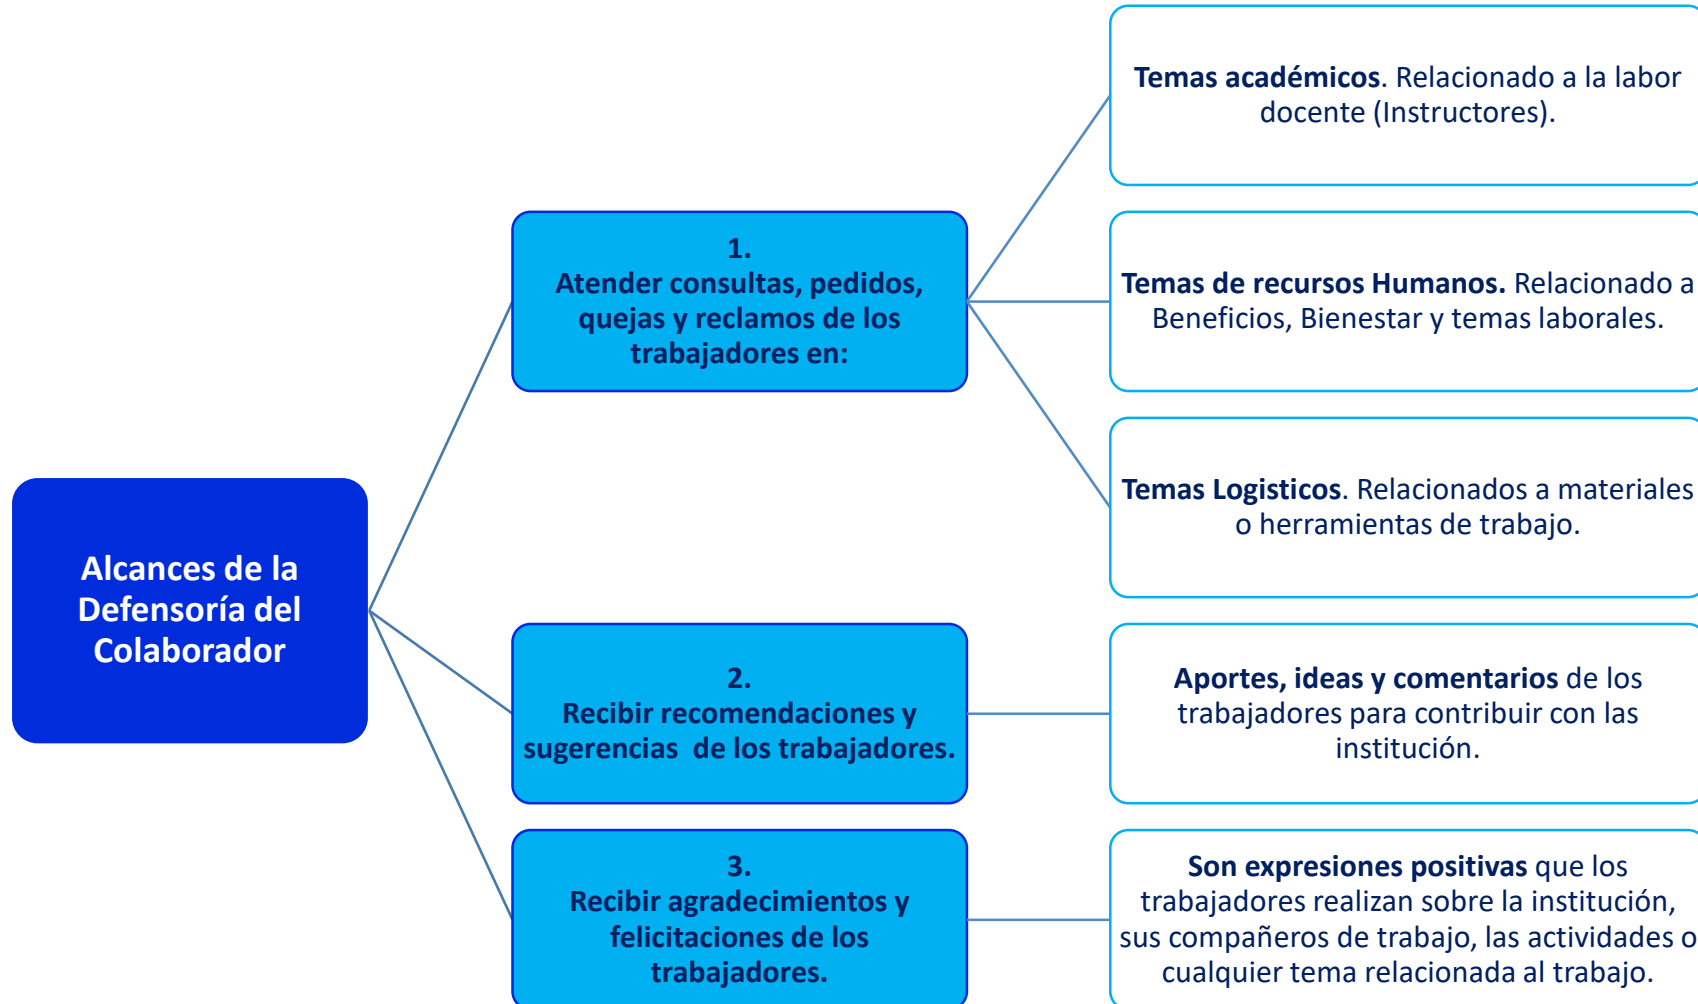 Alcances de la
Defensoría del
Colaborador
1.
Atender consultas, pedidos,
quejas y reclamos de los
trabajadores en:
Temas académicos. Relacionado a la labor
docente (Instructores).
Temas de recursos Humanos. Relacionado a
Beneficios, Bienestar y temas laborales.
Temas Logisticos. Relacionados a materiales
o herramientas de trabajo.
2.
Recibir recomendaciones y
sugerencias  de los trabajadores.
Aportes, ideas y comentarios de los
trabajadores para contribuir con las
institución.
3.
Recibir agradecimientos y
felicitaciones de los
trabajadores.
Son expresiones positivas que los
trabajadores realizan sobre la institución,
sus compañeros de trabajo, las actividades o
cualquier tema relacionada al trabajo.